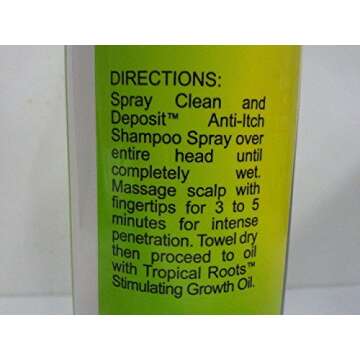 DIRECTIONS:
Spray Clean and
Deposit™ Anti-Itch
Shampoo Spray over
entire head until
completely wet.
Massage scalp with
fingertips for 3 to 5
minutes for intense
penetration. Towel dry
then proceed to oil
with Tropical Roots™
Stimulating Growth Oil.